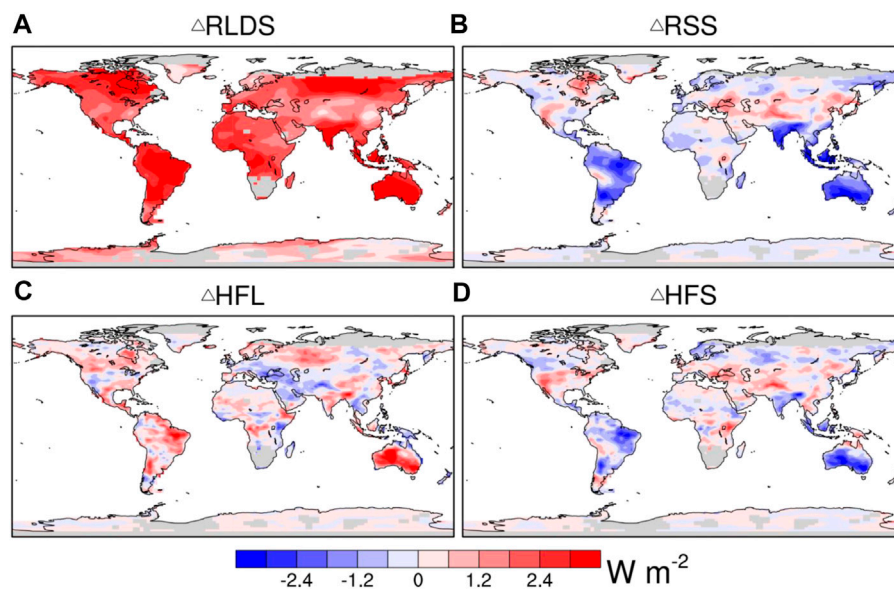 A △RLDS
B △RSS
C △HFL
D △HFS
-2.4 -1.2 0 1.2 2.4 W m⁻²